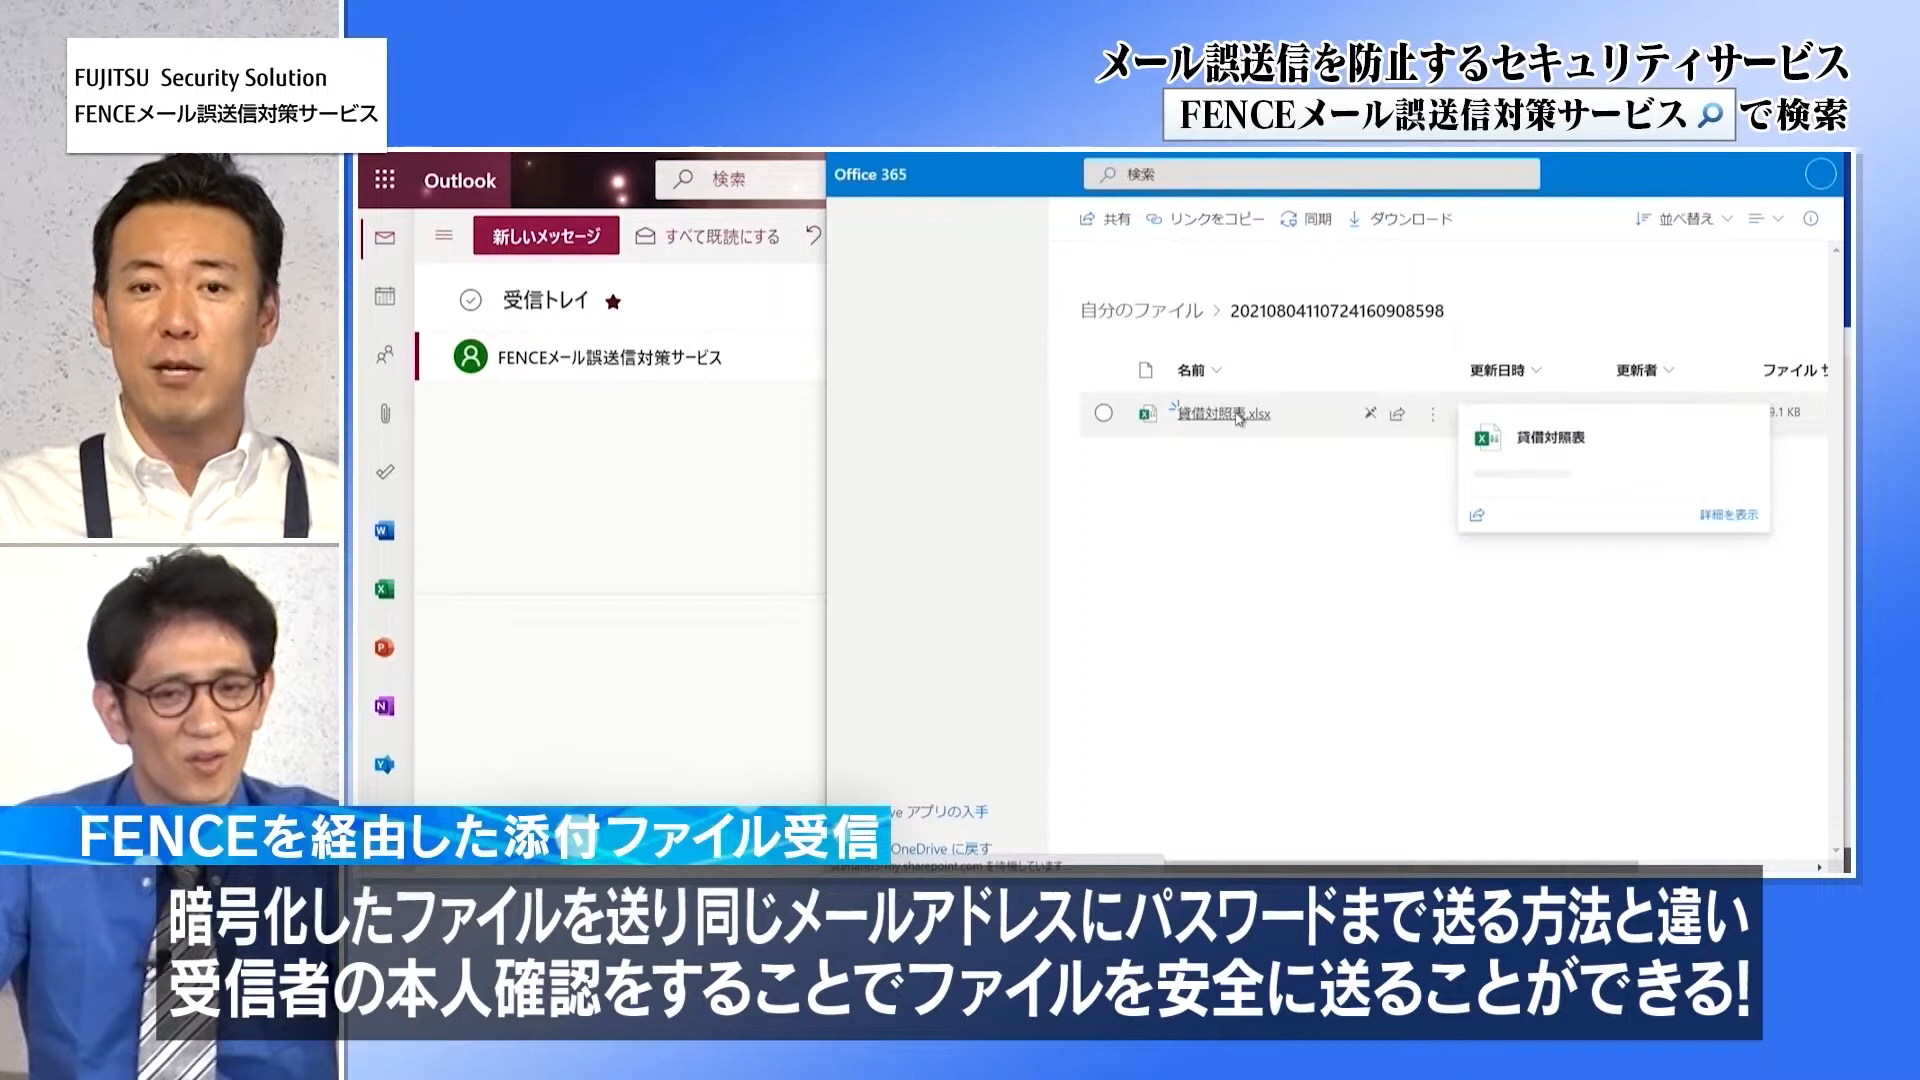 FUJITSU Security Solution
FENCEメール誤送信対策サービス
メール誤送信を防止するセキュリティサービス
FENCEメール誤送信対策サービス で検索
Outlook
検索
Office 365
検索
新しいメッセージ
すべて既読にする
共有
リンクをコピー
同期
ダウンロード
並べ替え
受信トレイ
FENCEメール誤送信対策サービス
自分のファイル > 20210804110724160908598
名前
更新日時
更新者
ファイル サ
貸借対照表.xlsx
9.1 KB
貸借対照表
詳細を表示
ve アプリの入手
OneDrive に戻す
FENCEを経由した添付ファイル受信
暗号化したファイルを送り同じメールアドレスにパスワードまで送る方法と違い
受信者の本人確認をすることでファイルを安全に送ることができる!